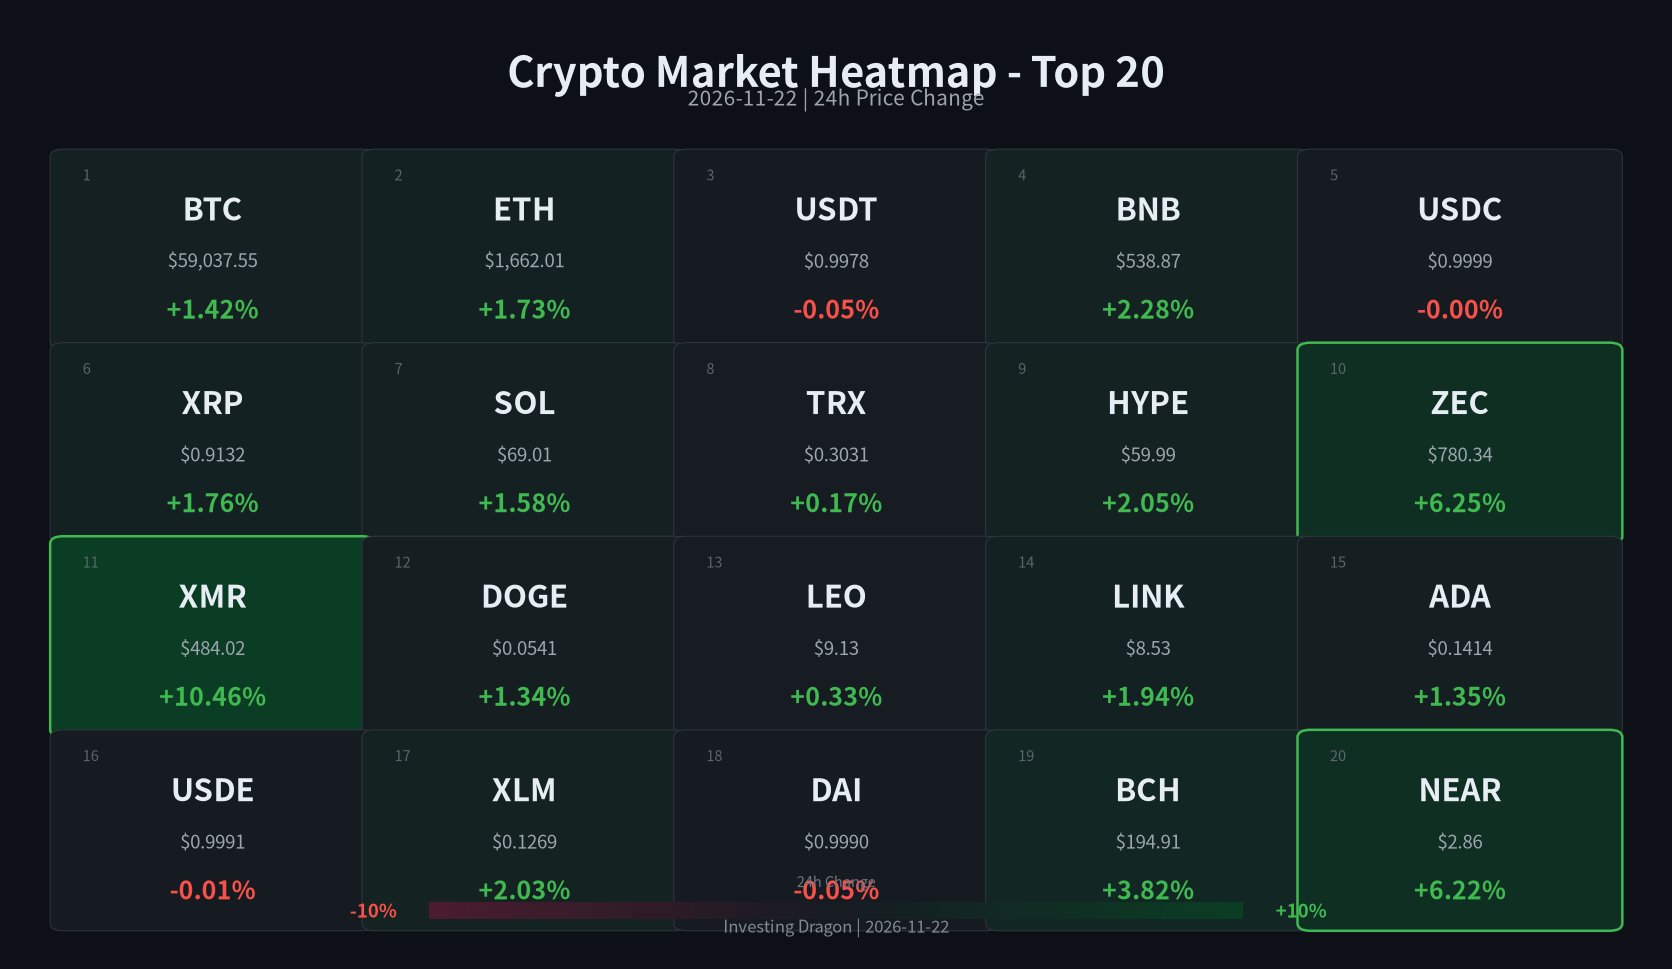 Crypto Market Heatmap - Top 20
2026-11-22 | 24h Price Change
1
BTC
$59,037.55
+1.42%
2
ETH
$1,662.01
+1.73%
3
USDT
$0.9978
-0.05%
4
BNB
$538.87
+2.28%
5
USDC
$0.9999
-0.00%
6
XRP
$0.9132
+1.76%
7
SOL
$69.01
+1.58%
8
TRX
$0.3031
+0.17%
9
HYPE
$59.99
+2.05%
10
ZEC
$780.34
+6.25%
11
XMR
$484.02
+10.46%
12
DOGE
$0.0541
+1.34%
13
LEO
$9.13
+0.33%
14
LINK
$8.53
+1.94%
15
ADA
$0.1414
+1.35%
16
USDE
$0.9991
-0.01%
17
XLM
$0.1269
+2.03%
18
DAI
$0.9990
-0.05%
19
BCH
$194.91
+3.82%
20
NEAR
$2.86
+6.22%
24h Change
-10%
+10%
Investing Dragon | 2026-11-22